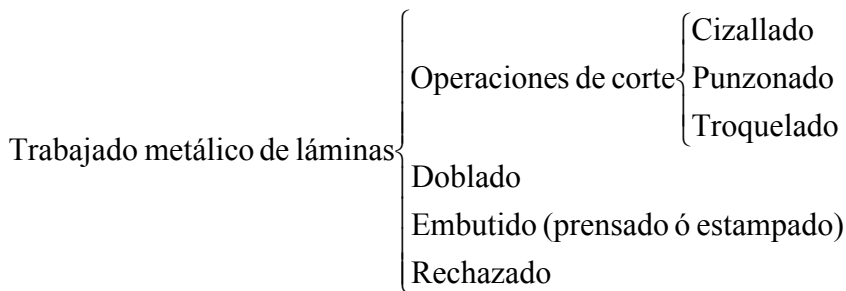 Cizallado
Operaciones de corte Punzonado
Troquelado
Trabajado metálico de láminas
Doblado
Embutido (prensado ó estampado)
Rechazado